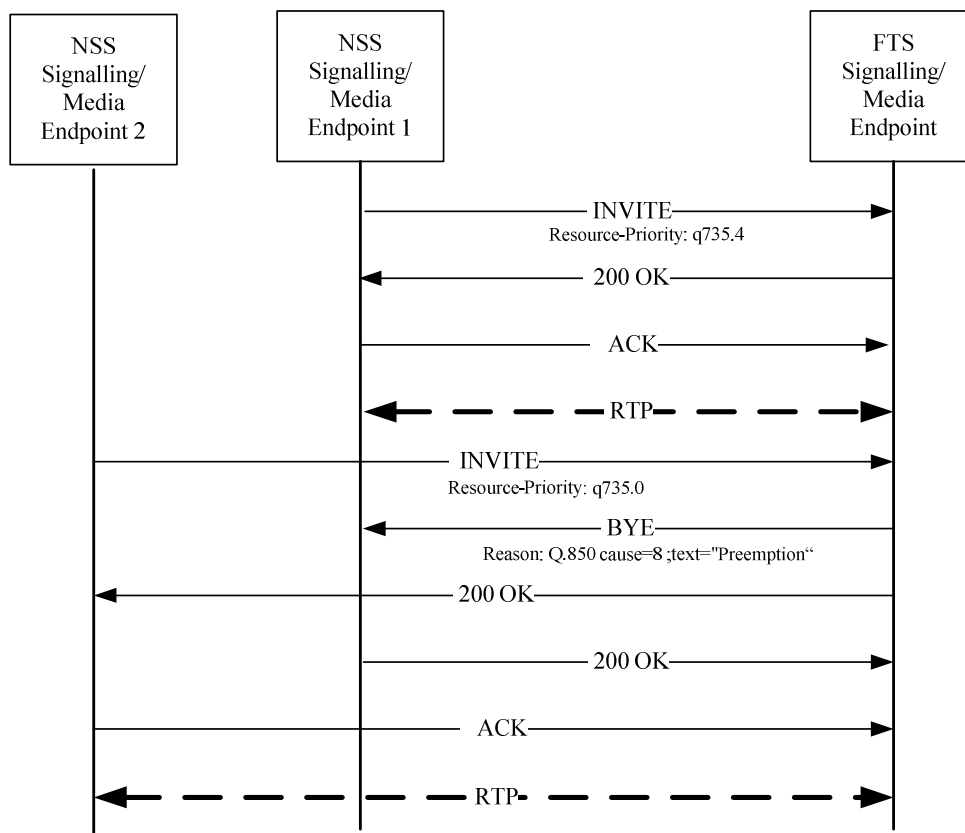 NSS
Signalling/
Media
Endpoint 2
NSS
Signalling/
Media
Endpoint 1
FTS
Signalling/
Media
Endpoint
INVITE
Resource-Priority: q735.4
200 OK
ACK
RTP
INVITE
Resource-Priority: q735.0
BYE
Reason: Q.850 cause=8 ;text="Preemption“
200 OK
200 OK
ACK
RTP